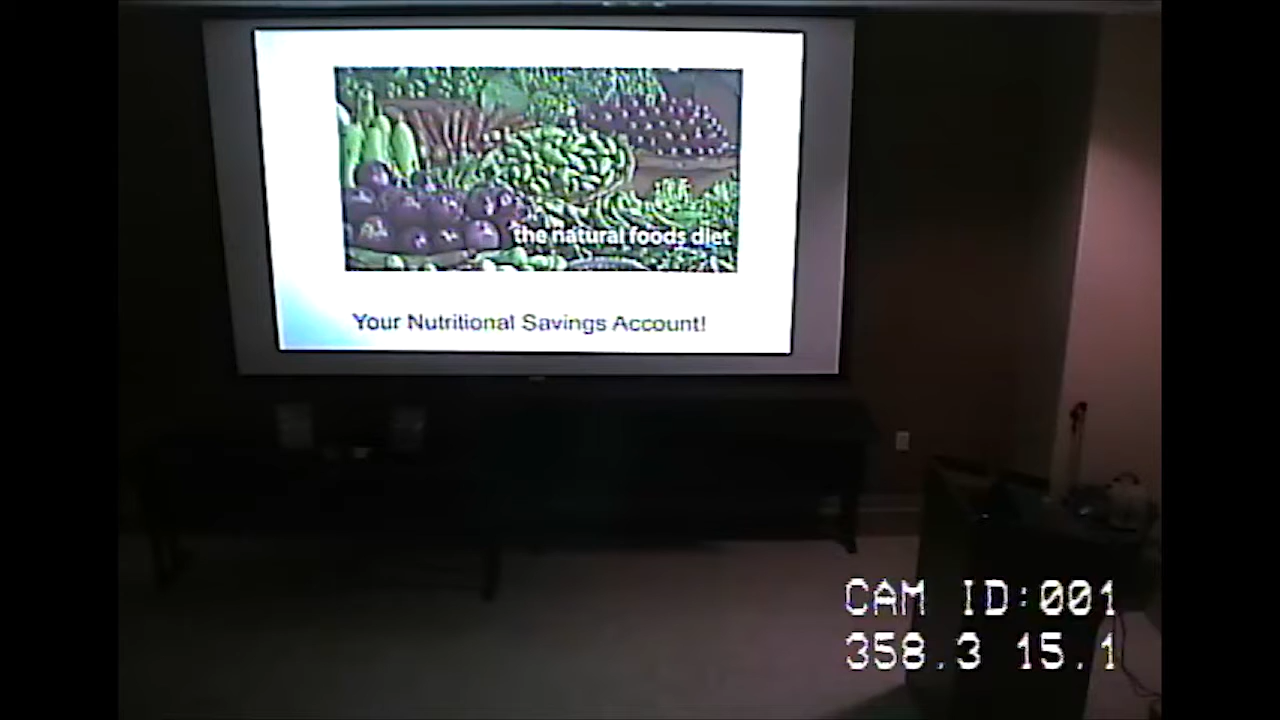 the natural foods diet
Your Nutritional Savings Account!
CAM ID:001
358.3 15.1